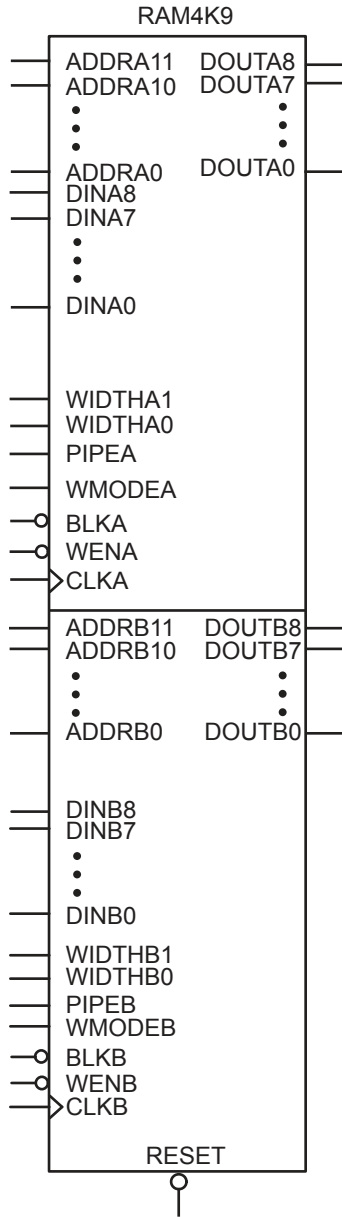 RAM4K9
ADDRA11 DOUTA8
ADDRA10 DOUTA7
ADDRA0 DOUTA0
DINA8
DINA7
DINA0
WIDTHA1
WIDTHA0
PIPEA
WMODEA
BLKA
WENA
CLKA
ADDRB11 DOUTB8
ADDRB10 DOUTB7
ADDRB0 DOUTB0
DINB8
DINB7
DINB0
WIDTHB1
WIDTHB0
PIPEB
WMODEB
BLKB
WENB
CLKB
RESET